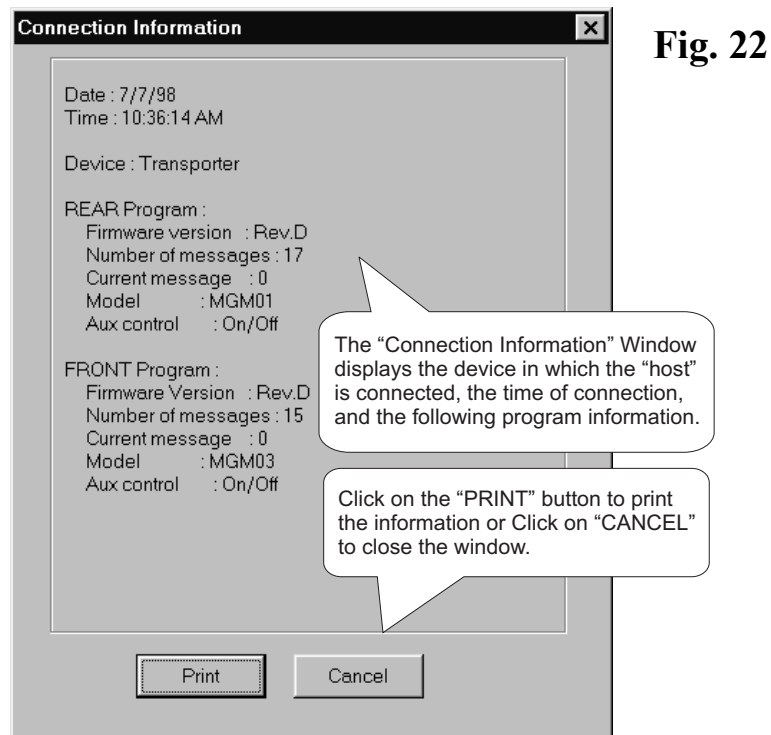 Connection Information
Fig. 22
Date : 7/7/98
Time : 10:36:14 AM
Device : Transporter
REAR Program :
Firmware version : Rev.D
Number of messages : 17
Current message : 0
Model : MGM01
Aux control : On/Off
FRONT Program :
Firmware Version : Rev.D
Number of messages : 15
Current message : 0
Model : MGM03
Aux control : On/Off
The “Connection Information” Window
displays the device in which the “host”
is connected, the time of connection,
and the following program information.
Click on the “PRINT” button to print
the information or Click on “CANCEL”
to close the window.
Print
Cancel